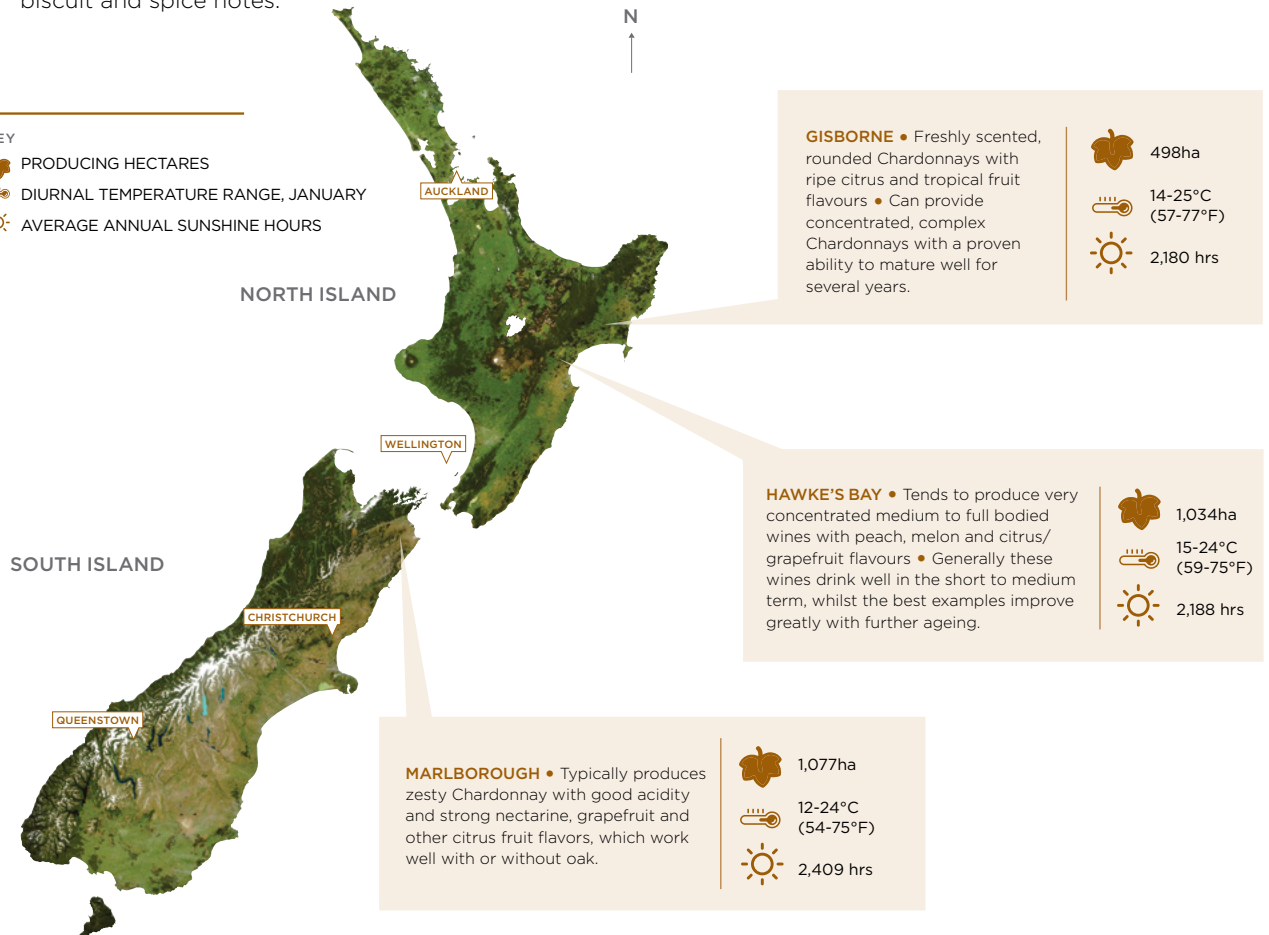 biscuit and spice notes.
N
EY
PRODUCING HECTARES
DIURNAL TEMPERATURE RANGE, JANUARY
AVERAGE ANNUAL SUNSHINE HOURS
AUCKLAND
NORTH ISLAND
GISBORNE • Freshly scented,
rounded Chardonnays with
ripe citrus and tropical fruit
flavours • Can provide
concentrated, complex
Chardonnays with a proven
ability to mature well for
several years.
498ha
14-25°C
(57-77°F)
2,180 hrs
WELLINGTON
HAWKE'S BAY • Tends to produce very
concentrated medium to full bodied
wines with peach, melon and citrus/
grapefruit flavours • Generally these
wines drink well in the short to medium
term, whilst the best examples improve
greatly with further ageing.
1,034ha
15-24°C
(59-75°F)
2,188 hrs
SOUTH ISLAND
CHRISTCHURCH
QUEENSTOWN
MARLBOROUGH • Typically produces
zesty Chardonnay with good acidity
and strong nectarine, grapefruit and
other citrus fruit flavors, which work
well with or without oak.
1,077ha
12-24°C
(54-75°F)
2,409 hrs